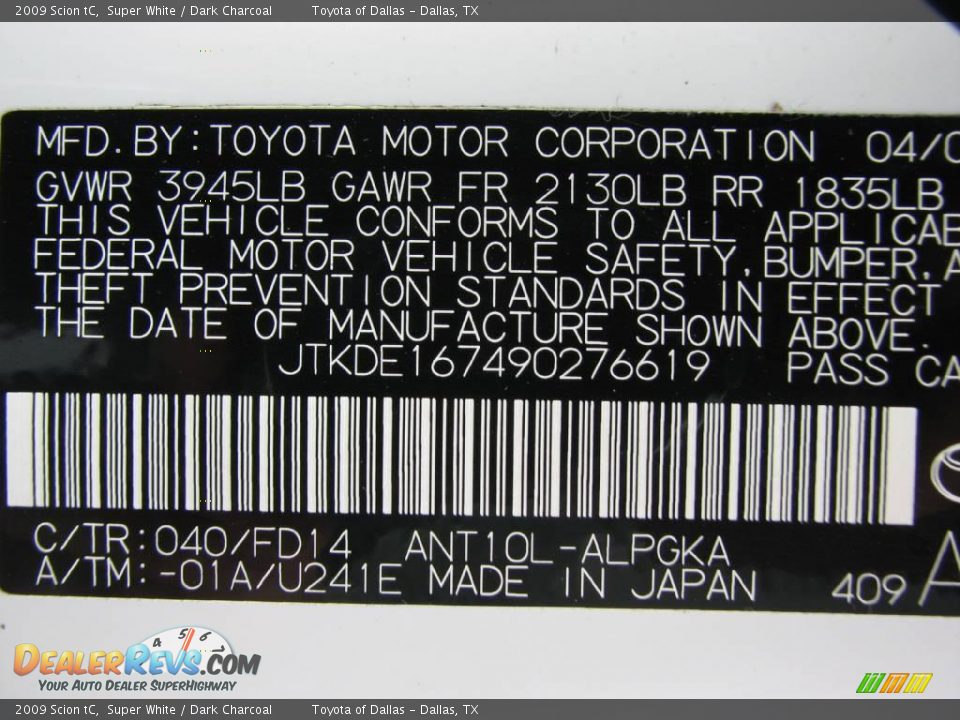 2009 Scion tC, Super White / Dark Charcoal Toyota of Dallas - Dallas, TX
MFD. BY: TOYOTA MOTOR CORPORATION 04/0
GVWR 3945LB GAWR FR 2130LB RR 1835LB
THIS VEHICLE CONFORMS TO ALL APPLICAB
FEDERAL MOTOR VEHICLE SAFETY, BUMPER, A
THEFT PREVENTION STANDARDS IN EFFECT
THE DATE OF MANUFACTURE SHOWN ABOVE.
JTKDE167490276619 PASS CA
C/TR:040/FD14 ANT10L-ALPGKA
A/TM:-01A/U241E MADE IN JAPAN 409 A
4 5 6 7
DEALERREVS.COM
YOUR AUTO DEALER SUPERHIGHWAY
2009 Scion tC, Super White / Dark Charcoal Toyota of Dallas - Dallas, TX